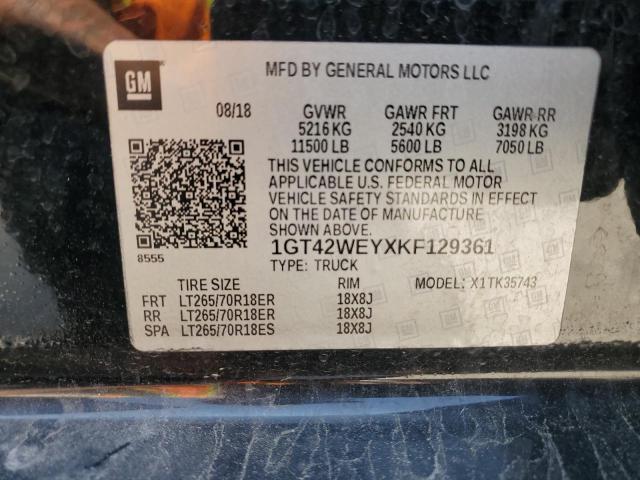 GM
MFD BY GENERAL MOTORS LLC
08/18 GVWR GAWR FRT GAWR RR
5216 KG 2540 KG 3198 KG
11500 LB 5600 LB 7050 LB
THIS VEHICLE CONFORMS TO ALL
APPLICABLE U.S. FEDERAL MOTOR
VEHICLE SAFETY STANDARDS IN EFFECT
ON THE DATE OF MANUFACTURE
SHOWN ABOVE.
8555
1GT42WEYXKF129361
TYPE: TRUCK
TIRE SIZE RIM MODEL: X1TK35743
FRT LT265/70R18ER 18X8J
RR LT265/70R18ER 18X8J
SPA LT265/70R18ES 18X8J